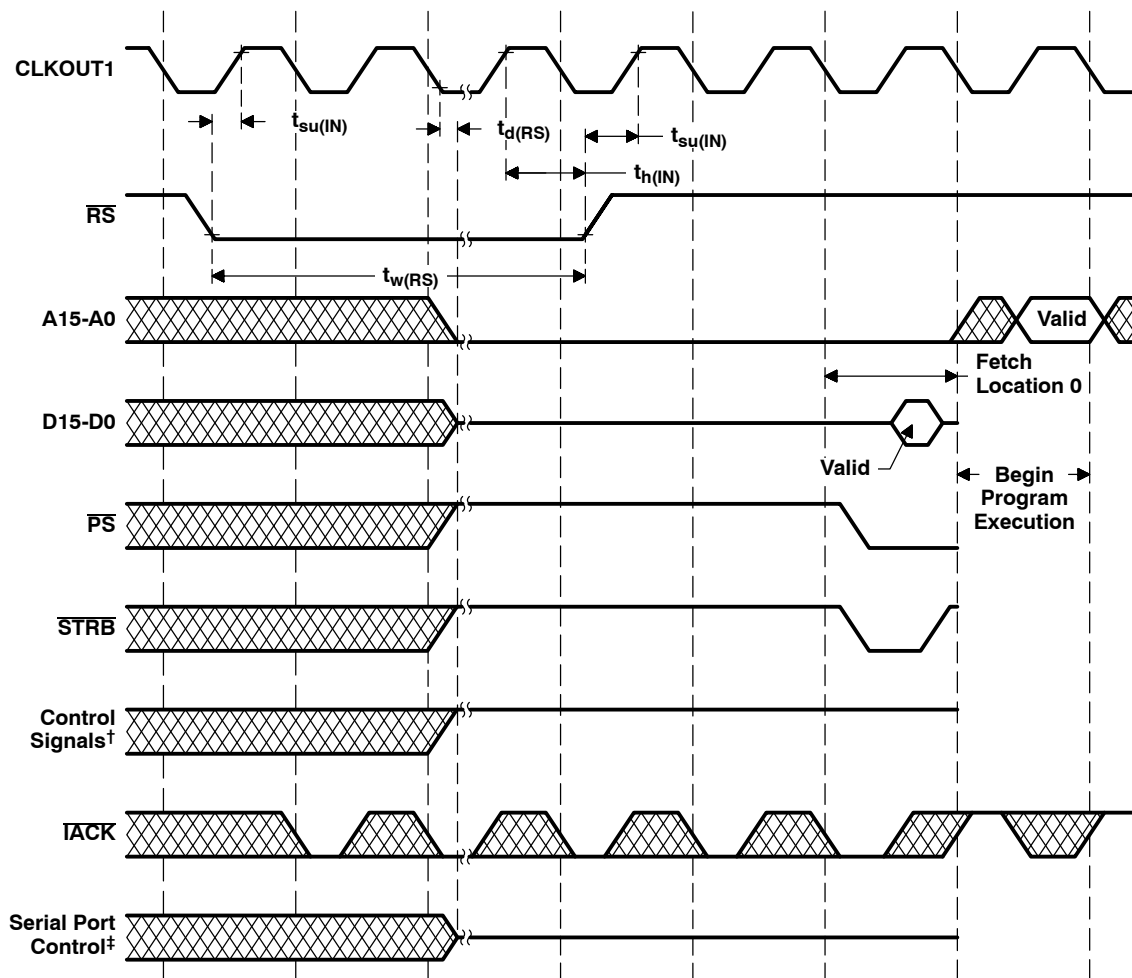 CLKOUT1
tsu(IN)
td(RS)
tsu(IN)
th(IN)
RS
tw(RS)
A15-A0
Valid
Fetch
Location 0
D15-D0
Valid
Begin
Program
Execution
PS
STRB
Control
Signals†
IACK
Serial Port
Control‡